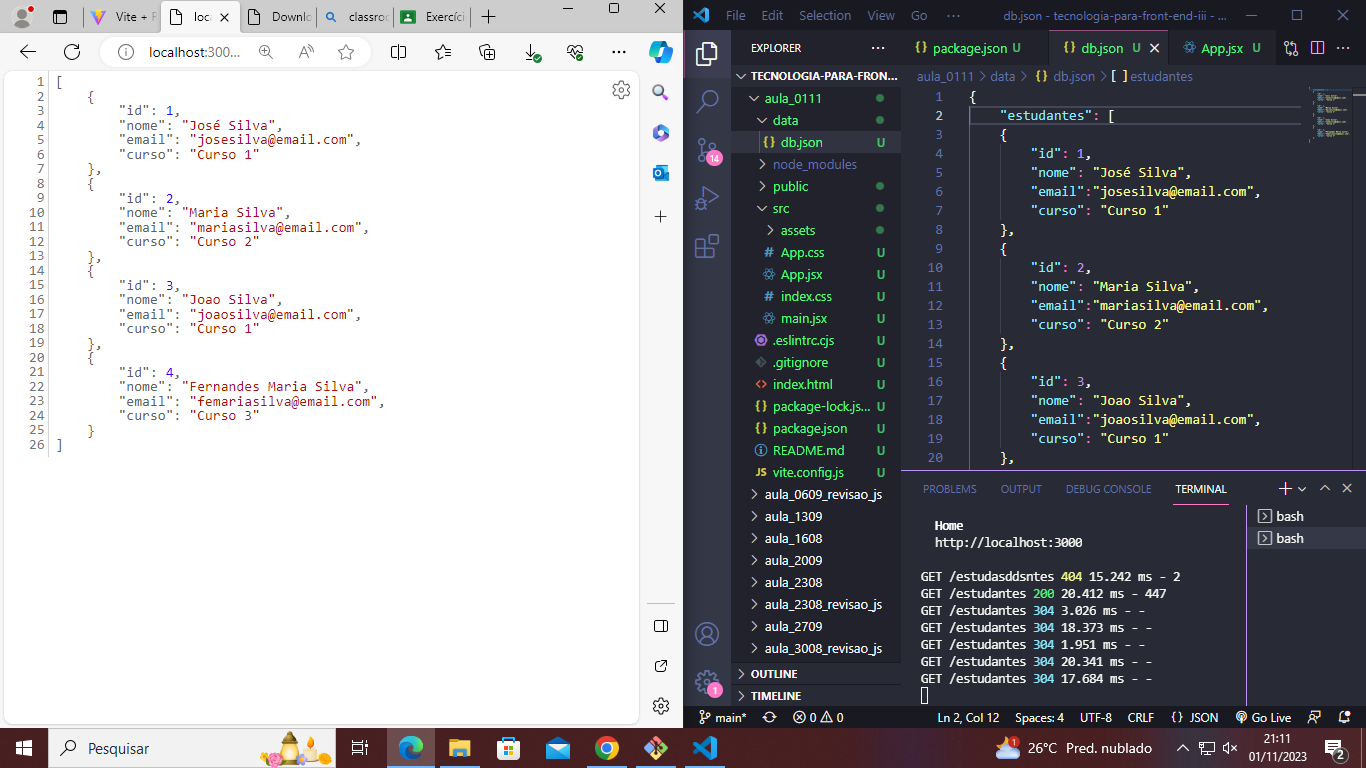 Vite + F
loca
Downlo
classroo
Exercíci
localhost:300...
1 [
2 {
3 "id": 1,
4 "nome": "José Silva",
5 "email": "josesilva@email.com",
6 "curso": "Curso 1"
7 },
8 {
9 "id": 2,
10 "nome": "Maria Silva",
11 "email": "mariasilva@email.com",
12 "curso": "Curso 2"
13 },
14 {
15 "id": 3,
16 "nome": "Joao Silva",
17 "email": "joaosilva@email.com",
18 "curso": "Curso 1"
19 },
20 {
21 "id": 4,
22 "nome": "Fernandes Maria Silva",
23 "email": "femariasilva@email.com",
24 "curso": "Curso 3"
25 }
26 ]
File Edit Selection View Go ··· db.json - tecnologia-para-front-end-iii - ...
EXPLORER ···
TECNOLOGIA-PARA-FRON...
aula_0111
data
db.json U
node_modules
public
src
assets
App.css U
App.jsx U
index.css U
main.jsx U
.eslintrc.cjs U
.gitignore U
index.html U
package-lock.js... U
package.json U
README.md U
vite.config.js U
aula_0609_revisao_js
aula_1309
aula_1608
aula_2009
aula_2308
aula_2308_revisao_js
aula_2709
aula_3008_revisao_js
OUTLINE
TIMELINE
14
1
package.json U
db.json U
App.jsx U
aula_0111 > data > {} db.json > [ ] estudantes
1 {
2 "estudantes": [
3 {
4 "id": 1,
5 "nome": "José Silva",
6 "email":"josesilva@email.com",
7 "curso": "Curso 1"
8 },
9 {
10 "id": 2,
11 "nome": "Maria Silva",
12 "email":"mariasilva@email.com",
13 "curso": "Curso 2"
14 },
15 {
16 "id": 3,
17 "nome": "Joao Silva",
18 "email":"joaosilva@email.com",
19 "curso": "Curso 1"
20 },
PROBLEMS OUTPUT DEBUG CONSOLE TERMINAL
Home
http://localhost:3000
GET /estudasddsntes 404 15.242 ms - 2
GET /estudantes 200 20.412 ms - 447
GET /estudantes 304 3.026 ms - -
GET /estudantes 304 18.373 ms - -
GET /estudantes 304 1.951 ms - -
GET /estudantes 304 20.341 ms - -
GET /estudantes 304 17.684 ms - -
bash
bash
main* 0 0 Ln 2, Col 12 Spaces: 4 UTF-8 CRLF {} JSON Go Live
Pesquisar
1
26°C Pred. nublado
21:11
01/11/2023
2